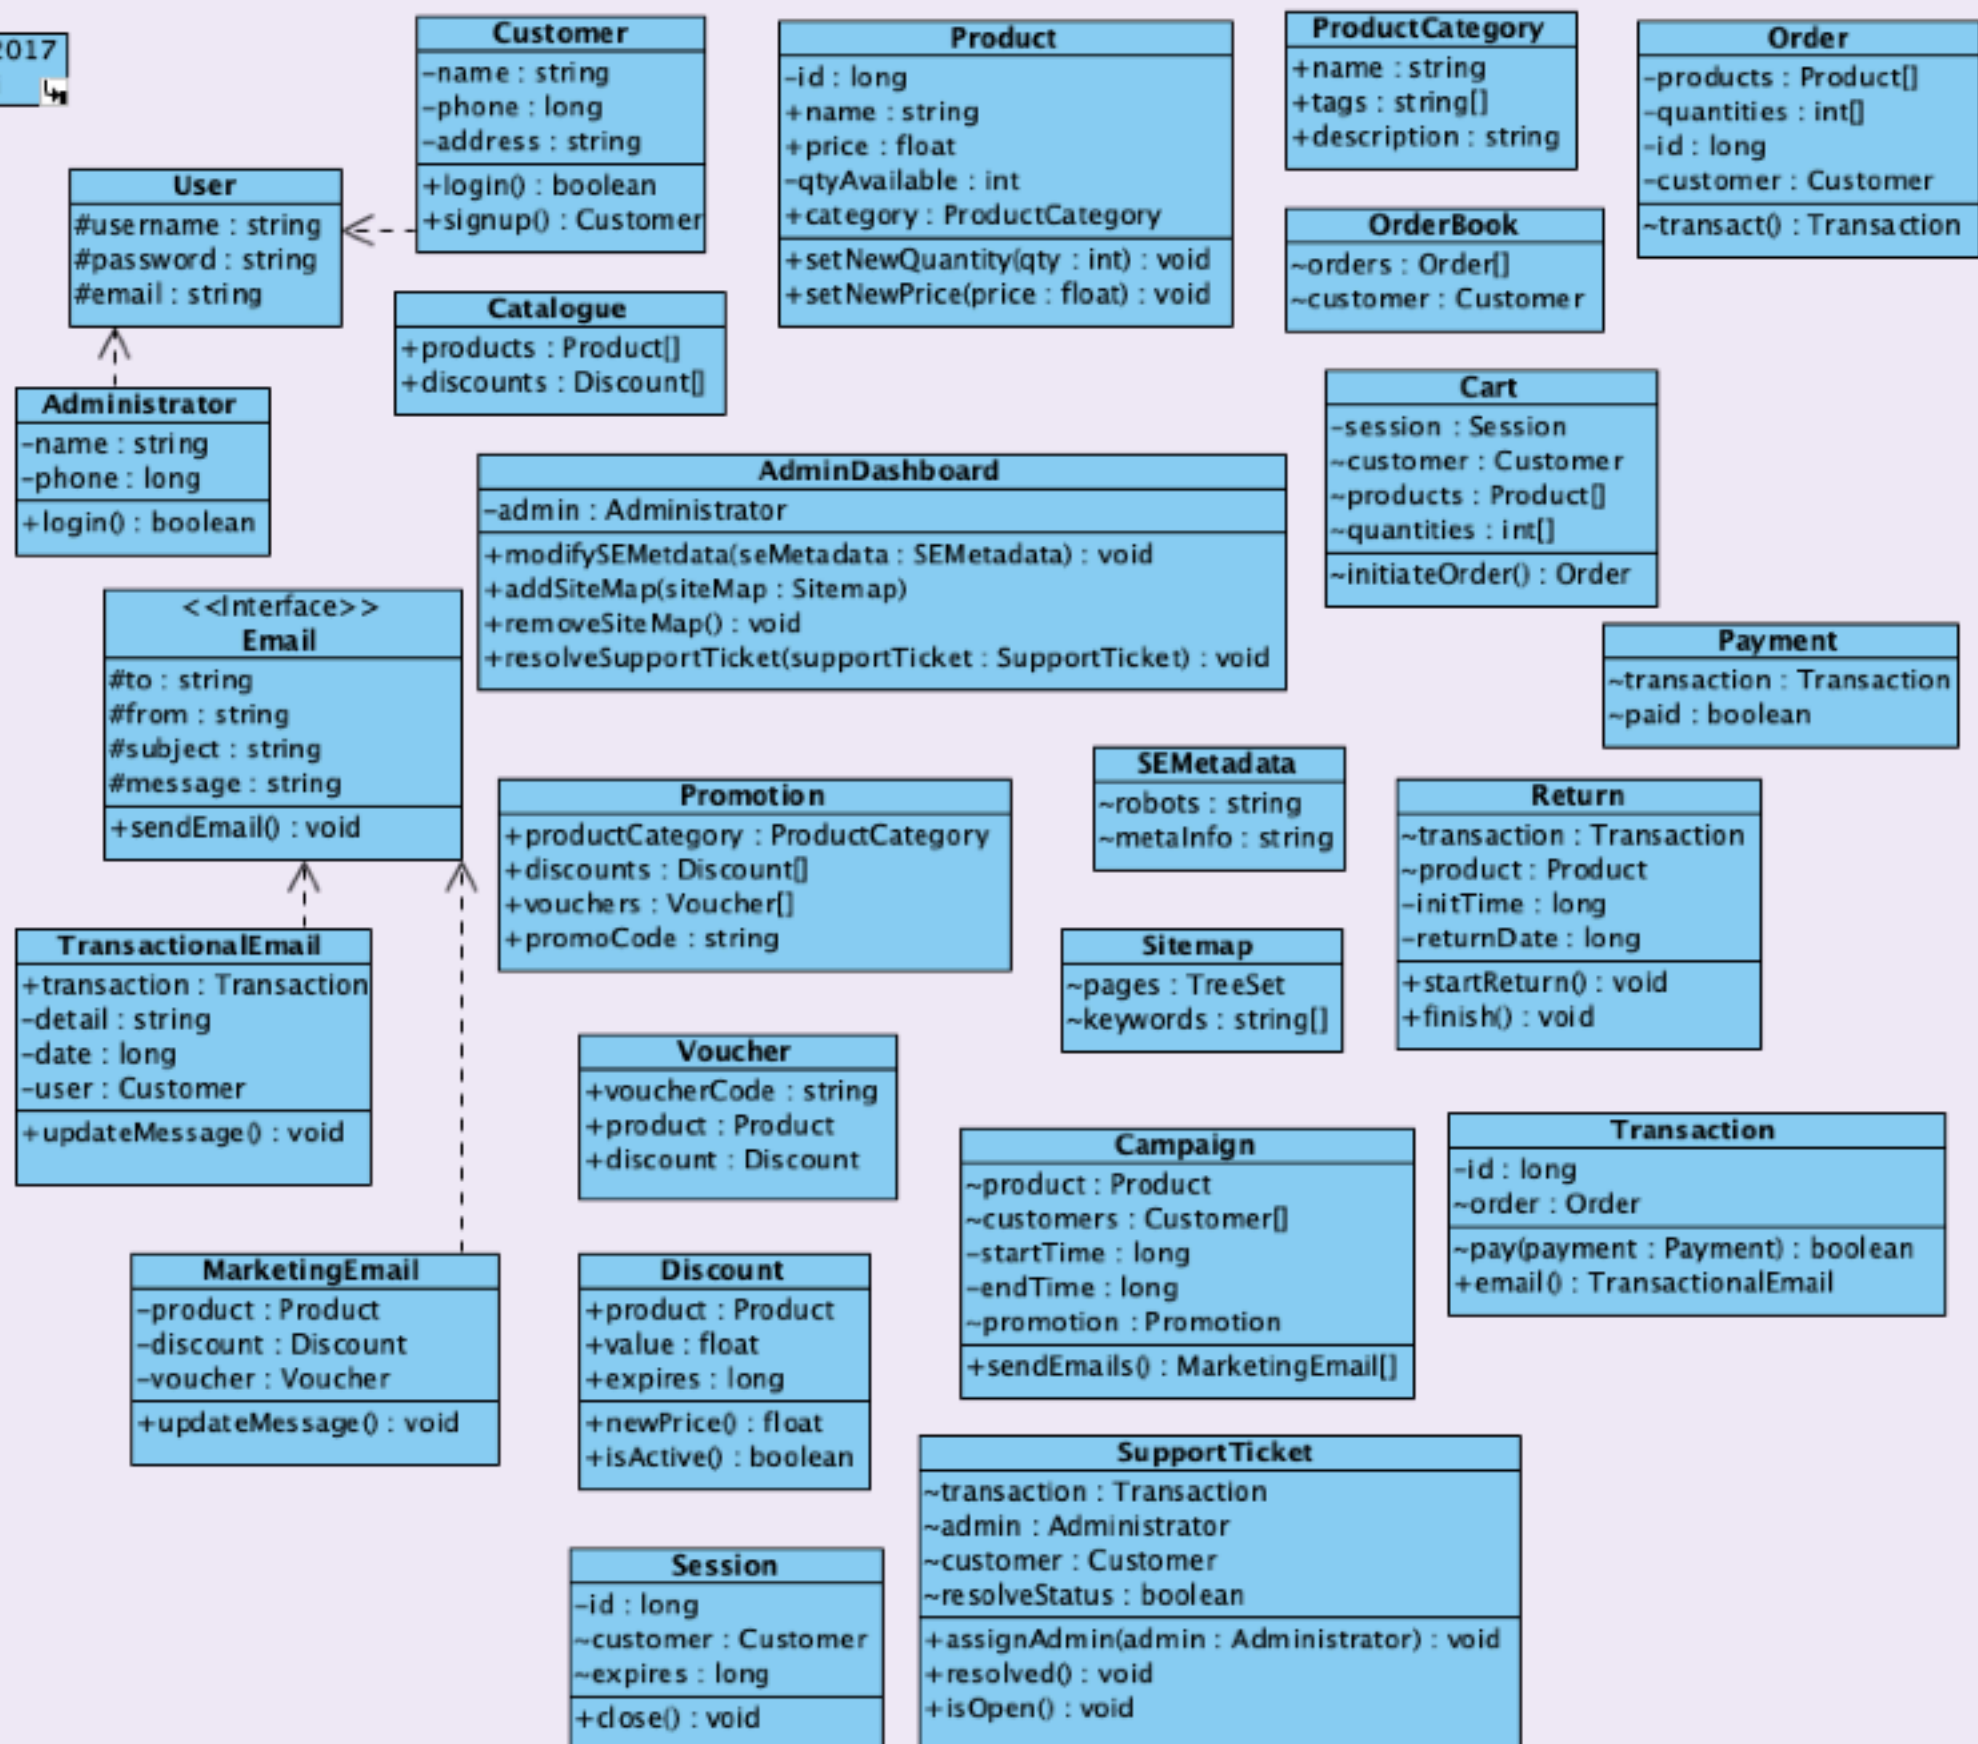 2017
Customer
-name : string
-phone : long
-address : string
+login() : boolean
+signup() : Customer
Product
-id : long
+name : string
+price : float
-qtyAvailable : int
+category : ProductCategory
+setNewQuantity(qty : int) : void
+setNewPrice(price : float) : void
ProductCategory
+name : string
+tags : string[]
+description : string
Order
-products : Product[]
-quantities : int[]
-id : long
-customer : Customer
~transact() : Transaction
User
#username : string
#password : string
#email : string
OrderBook
~orders : Order[]
~customer : Customer
Catalogue
+products : Product[]
+discounts : Discount[]
Administrator
-name : string
-phone : long
+login() : boolean
AdminDashboard
-admin : Administrator
+modifySEMetdata(seMetadata : SEMetadata) : void
+addSiteMap(siteMap : Sitemap)
+removeSiteMap() : void
+resolveSupportTicket(supportTicket : SupportTicket) : void
Cart
-session : Session
~customer : Customer
~products : Product[]
~quantities : int[]
~initiateOrder() : Order
<<Interface>>
Email
#to : string
#from : string
#subject : string
#message : string
+sendEmail() : void
Payment
~transaction : Transaction
~paid : boolean
SEMetadata
~robots : string
~metaInfo : string
Promotion
+productCategory : ProductCategory
+discounts : Discount[]
+vouchers : Voucher[]
+promoCode : string
Return
~transaction : Transaction
~product : Product
-initTime : long
-returnDate : long
+startReturn() : void
+finish() : void
TransactionalEmail
+transaction : Transaction
-detail : string
-date : long
-user : Customer
+updateMessage() : void
Sitemap
~pages : TreeSet
~keywords : string[]
Voucher
+voucherCode : string
+product : Product
+discount : Discount
Campaign
~product : Product
~customers : Customer[]
-startTime : long
-endTime : long
~promotion : Promotion
+sendEmails() : MarketingEmail[]
Transaction
-id : long
~order : Order
~pay(payment : Payment) : boolean
+email() : TransactionalEmail
MarketingEmail
-product : Product
-discount : Discount
-voucher : Voucher
+updateMessage() : void
Discount
+product : Product
+value : float
+expires : long
+newPrice() : float
+isActive() : boolean
SupportTicket
~transaction : Transaction
~admin : Administrator
~customer : Customer
~resolveStatus : boolean
+assignAdmin(admin : Administrator) : void
+resolved() : void
+isOpen() : void
Session
-id : long
~customer : Customer
~expires : long
+close() : void